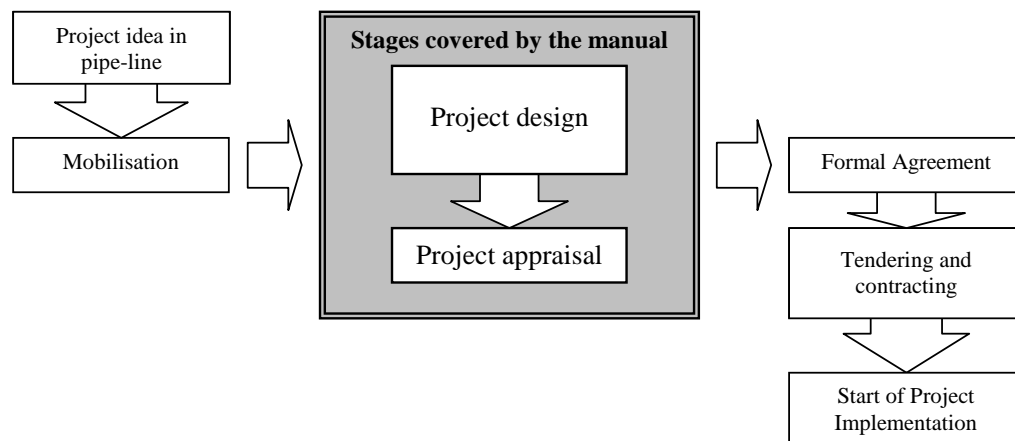 Project idea in
pipe-line
Mobilisation
Stages covered by the manual
Project design
Project appraisal
Formal Agreement
Tendering and
contracting
Start of Project
Implementation